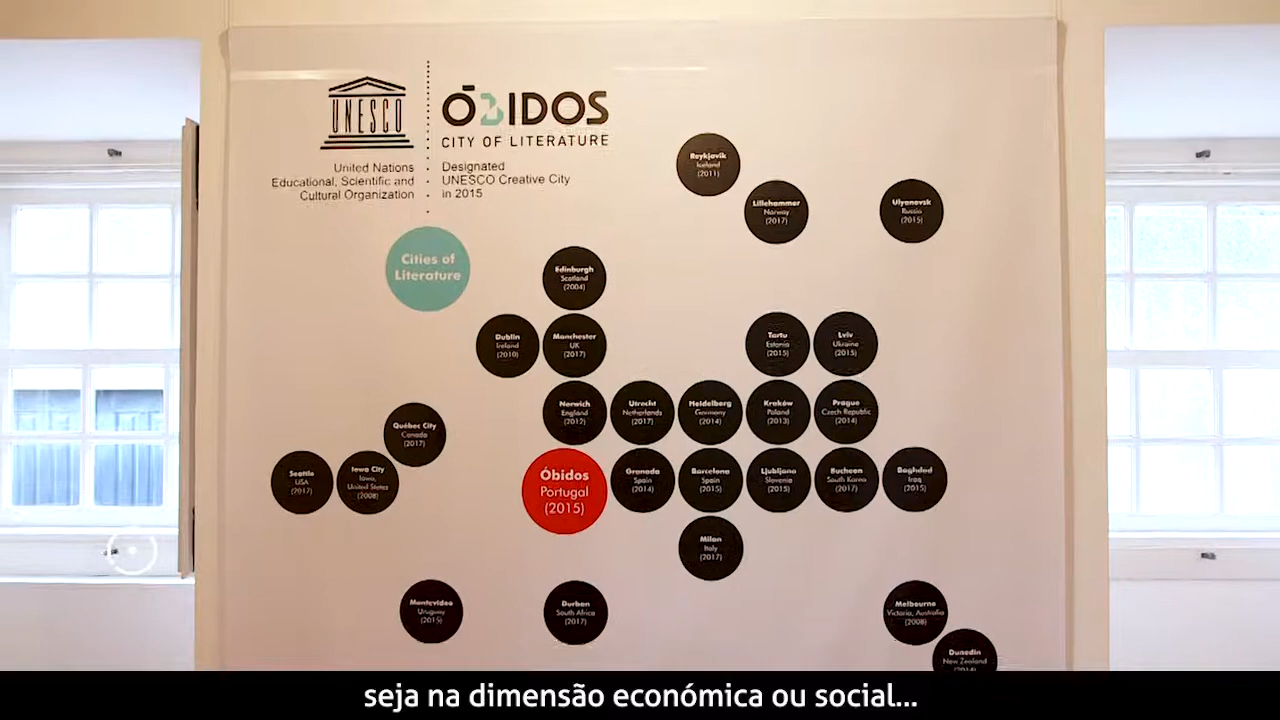 UNESCO
United Nations
Educational, Scientific and
Cultural Organization
ÓBIDOS
CITY OF LITERATURE
Designated
UNESCO Creative City
in 2015
Cities of
Literature
Reykjavik
Iceland
(2011)
Lillehammer
Norway
(2017)
Ulyanovsk
Russia
(2015)
Edinburgh
Scotland
(2004)
Dublin
Ireland
(2010)
Manchester
UK
(2017)
Tartu
Estonia
(2015)
Lviv
Ukraine
(2015)
Norwich
England
(2012)
Utrecht
Netherlands
(2017)
Heidelberg
Germany
(2014)
Kraków
Poland
(2013)
Prague
Czech Republic
(2014)
Québec City
Canada
(2017)
Seattle
USA
(2017)
Iowa City
Iowa,
United States
(2008)
Óbidos
Portugal
(2015)
Granada
Spain
(2014)
Barcelona
Spain
(2015)
Ljubljana
Slovenia
(2015)
Bucheon
South Korea
(2017)
Baghdad
Iraq
(2015)
Milan
Italy
(2017)
Montevideo
Uruguay
(2015)
Durban
South Africa
(2017)
Melbourne
Victoria, Australia
(2008)
Dunedin
New Zealand
(2014)
seja na dimensão económica ou social...